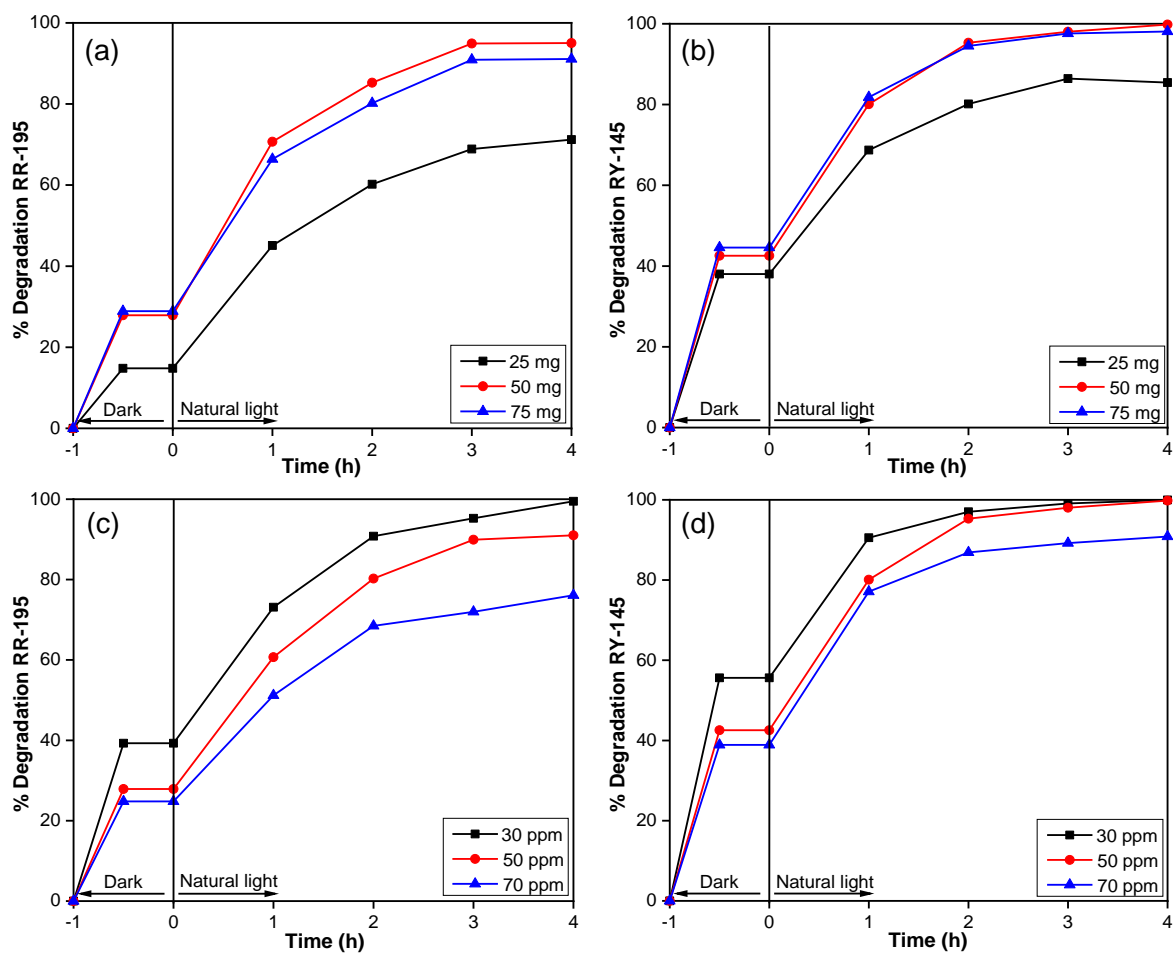 (a)
% Degradation RR-195
100
80
60
40
20
0
25 mg
50 mg
75 mg
Dark
Natural light
-1 0 1 2 3 4
Time (h)
(b)
% Degradation RY-145
100
80
60
40
20
0
25 mg
50 mg
75 mg
Dark
Natural light
-1 0 1 2 3 4
Time (h)
(c)
% Degradation RR-195
100
80
60
40
20
0
30 ppm
50 ppm
70 ppm
Dark
Natural light
-1 0 1 2 3 4
Time (h)
(d)
% Degradation RY-145
100
80
60
40
20
0
30 ppm
50 ppm
70 ppm
Dark
Natural light
-1 0 1 2 3 4
Time (h)